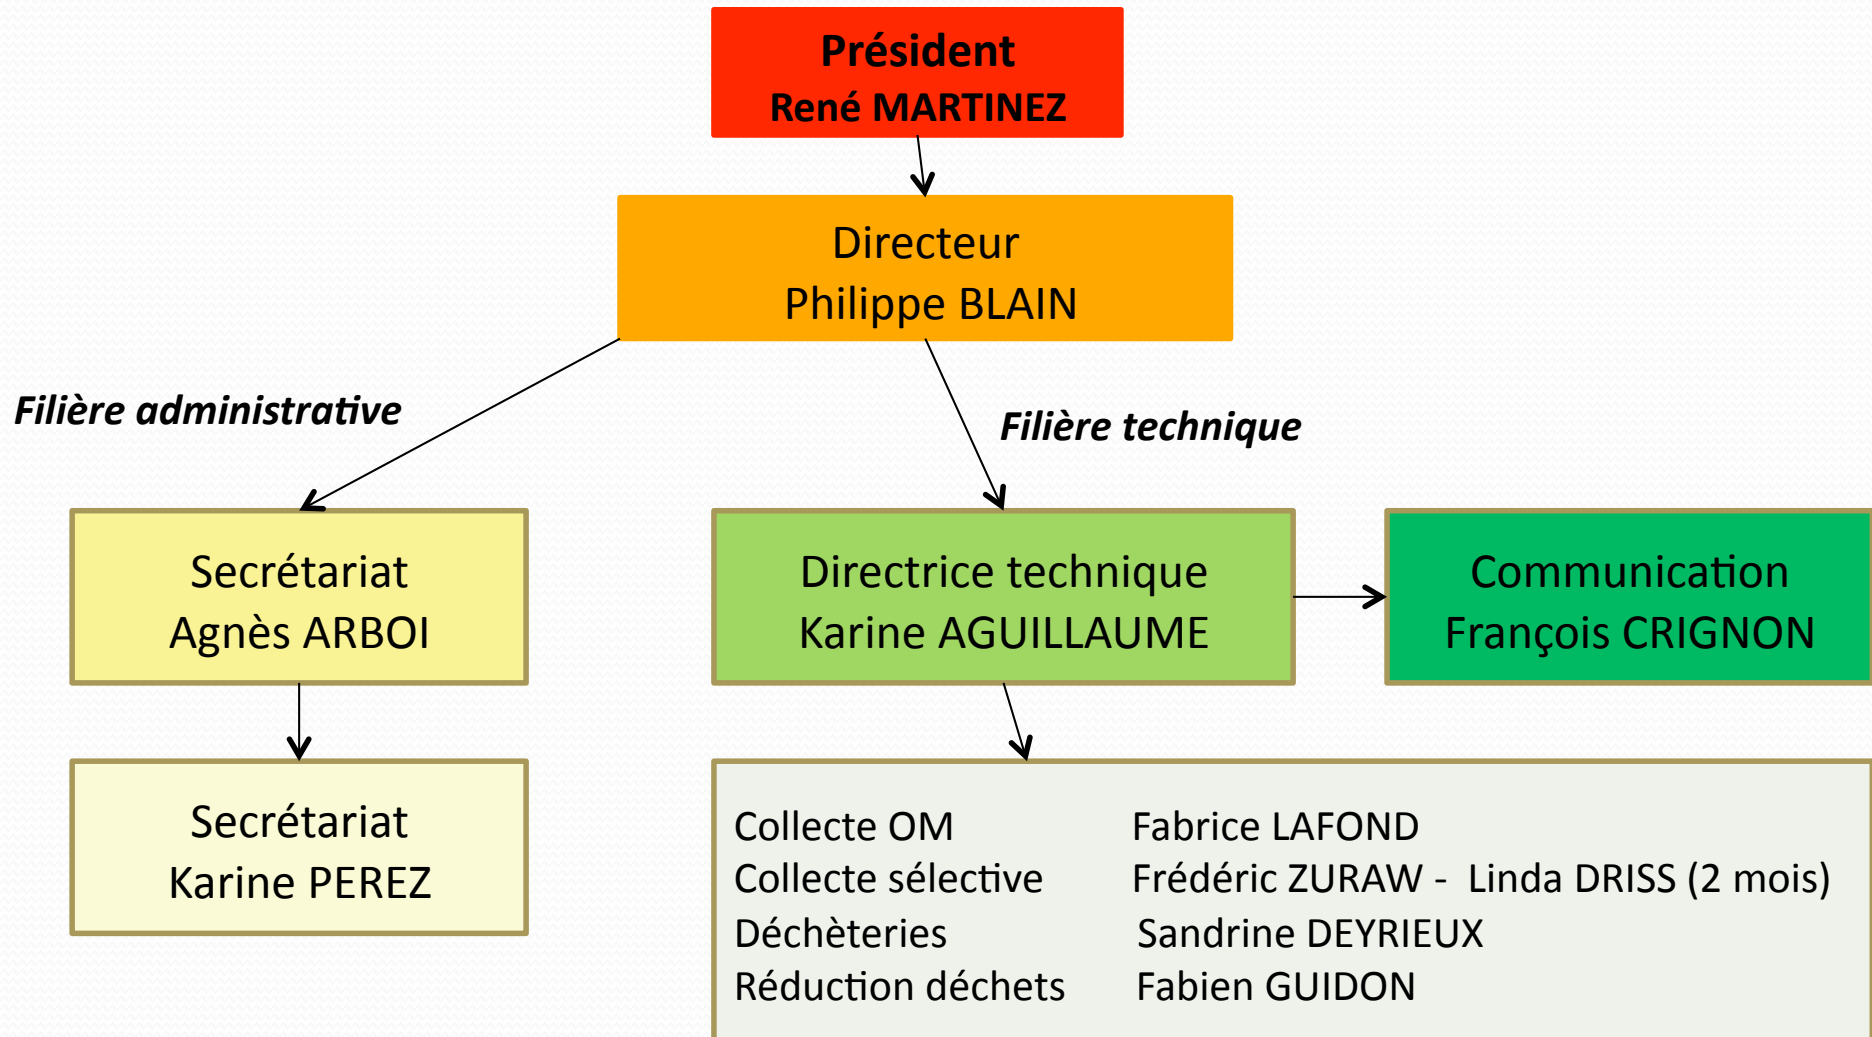 Président
René MARTINEZ
Directeur
Philippe BLAIN
Filière administrative
Filière technique
Secrétariat
Agnès ARBOI
Directrice technique
Karine AGUILLAUME
Communication
François CRIGNON
Secrétariat
Karine PEREZ
Collecte OM Fabrice LAFOND
Collecte sélective Frédéric ZURAW - Linda DRISS (2 mois)
Déchèteries Sandrine DEYRIEUX
Réduction déchets Fabien GUIDON